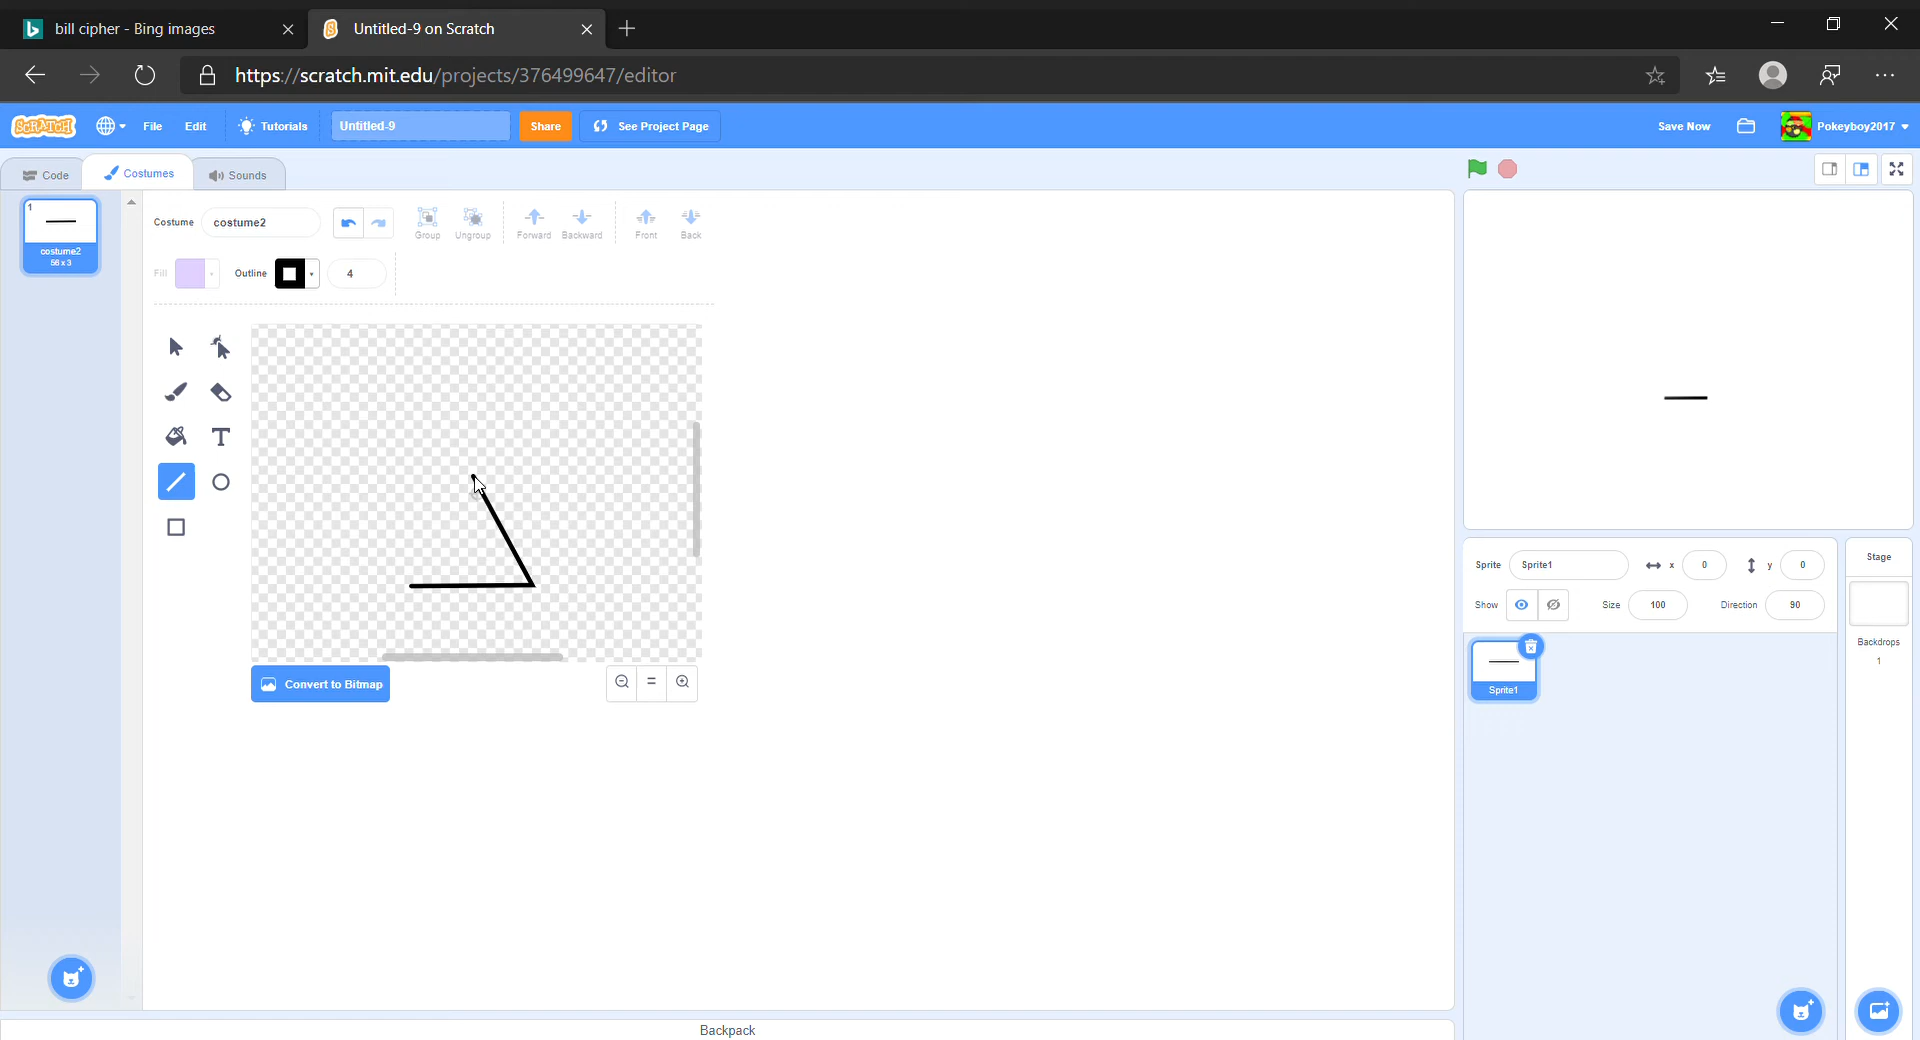 bill cipher - Bing images
Untitled-9 on Scratch
https://scratch.mit.edu/projects/376499647/editor
SCRATCH File Edit Tutorials Untitled-9 Share See Project Page Save Now Pokeyboy2017
Code Costumes Sounds
1
costume2
56 x 3
Costume costume2 Group Ungroup Forward Backward Front Back
Fill Outline 4
T
Convert to Bitmap
Sprite Sprite1 x 0 y 0
Show Size 100 Direction 90
Sprite1
Stage
Backdrops
1
Backpack